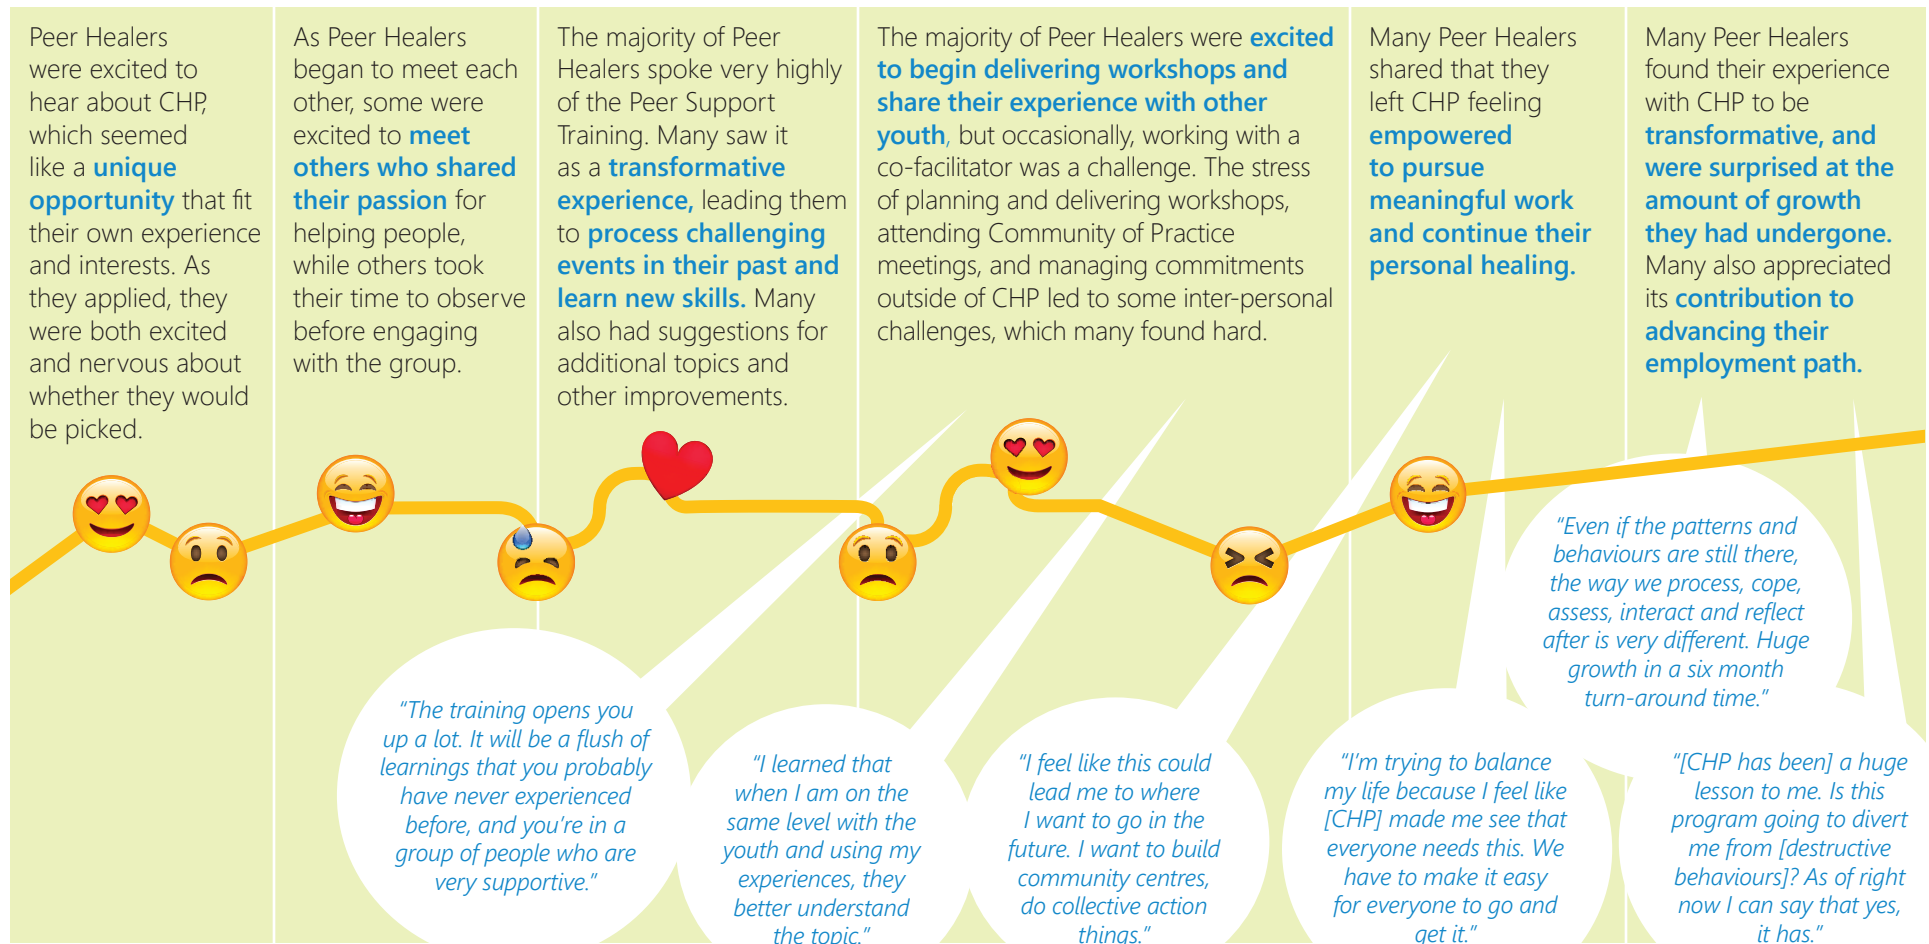 Peer Healers
were excited to
hear about CHP,
which seemed
like a unique
opportunity that fit
their own experience
and interests. As
they applied, they
were both excited
and nervous about
whether they would
be picked.
As Peer Healers
began to meet each
other, some were
excited to meet
others who shared
their passion for
helping people,
while others took
their time to observe
before engaging
with the group.
The majority of Peer
Healers spoke very highly
of the Peer Support
Training. Many saw it
as a transformative
experience, leading them
to process challenging
events in their past and
learn new skills. Many
also had suggestions for
additional topics and
other improvements.
The majority of Peer Healers were excited
to begin delivering workshops and
share their experience with other
youth, but occasionally, working with a
co-facilitator was a challenge. The stress
of planning and delivering workshops,
attending Community of Practice
meetings, and managing commitments
outside of CHP led to some inter-personal
challenges, which many found hard.
Many Peer Healers
shared that they
left CHP feeling
empowered
to pursue
meaningful work
and continue their
personal healing.
Many Peer Healers
found their experience
with CHP to be
transformative, and
were surprised at the
amount of growth
they had undergone.
Many also appreciated
its contribution to
advancing their
employment path.
"The training opens you
up a lot. It will be a flush of
learnings that you probably
have never experienced
before, and you're in a
group of people who are
very supportive."
"I learned that
when I am on the
same level with the
youth and using my
experiences, they
better understand
the topic."
"I feel like this could
lead me to where
I want to go in the
future. I want to build
community centres,
do collective action
things."
"I'm trying to balance
my life because I feel like
[CHP] made me see that
everyone needs this. We
have to make it easy
for everyone to go and
get it."
"Even if the patterns and
behaviours are still there,
the way we process, cope,
assess, interact and reflect
after is very different. Huge
growth in a six month
turn-around time."
"[CHP has been] a huge
lesson to me. Is this
program going to divert
me from [destructive
behaviours]? As of right
now I can say that yes,
it has."